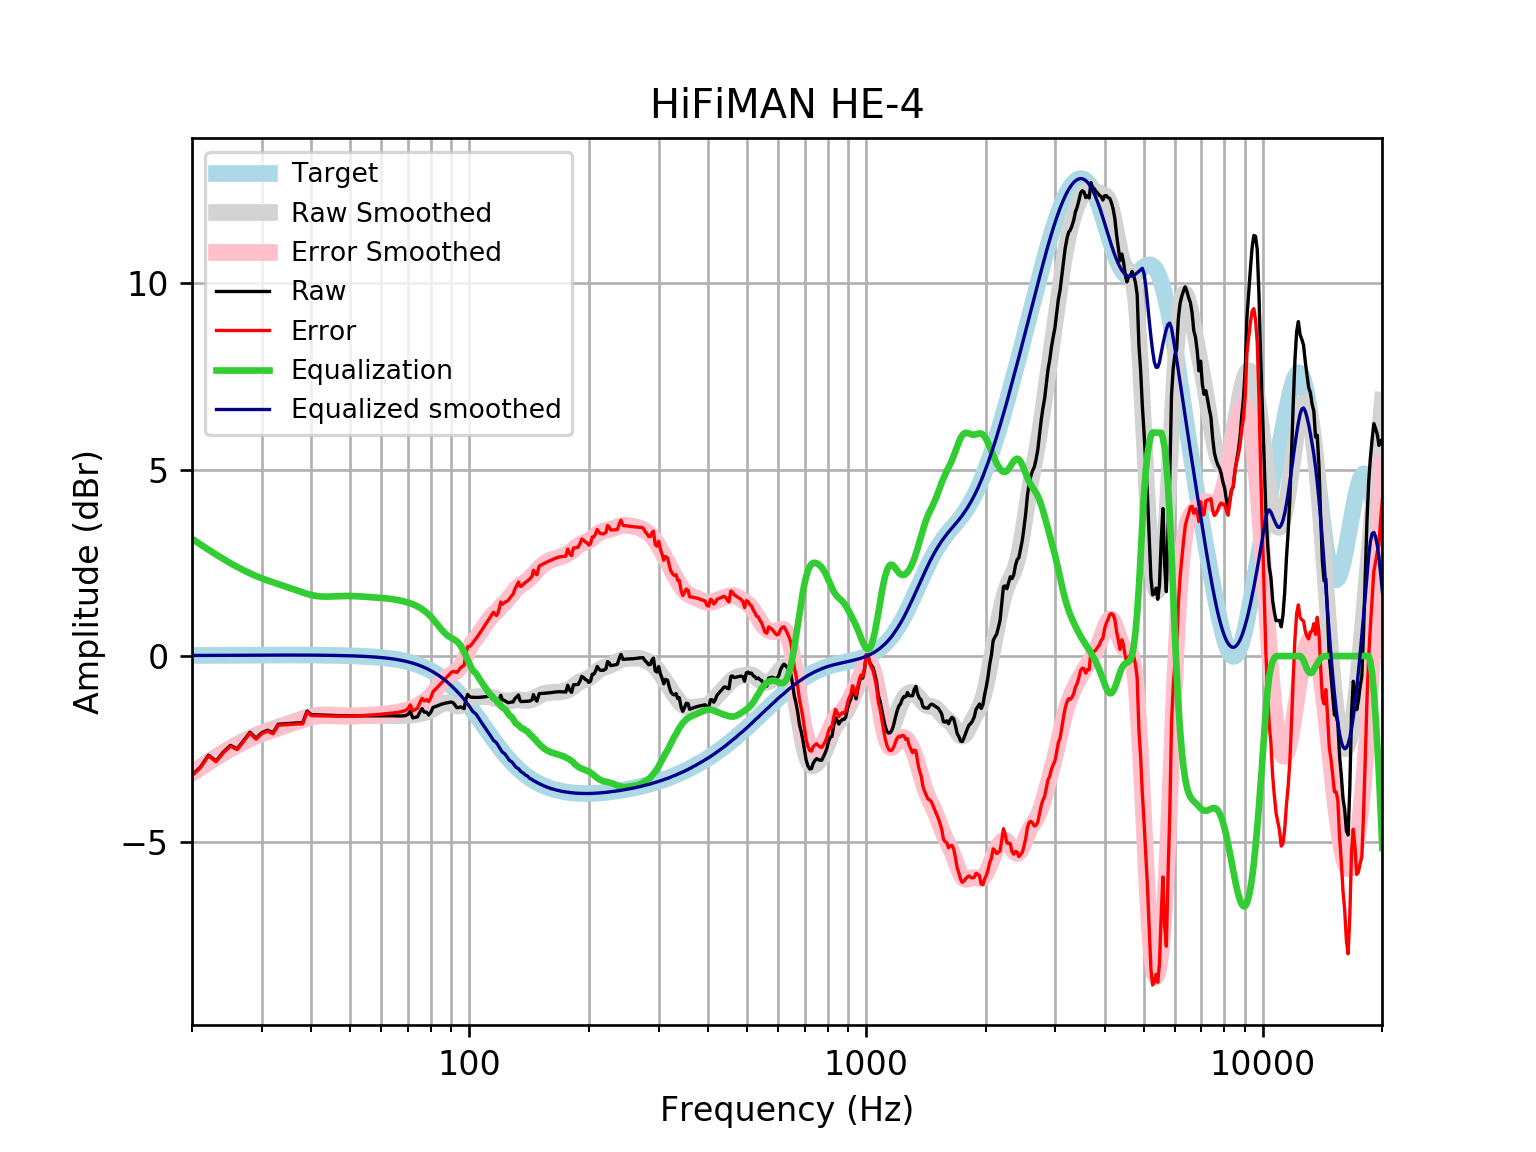 HiFiMAN HE-4
Target
Raw Smoothed
Error Smoothed
Raw
Error
Equalization
Equalized smoothed
10
5
0
−5
Amplitude (dBr)
100
1000
10000
Frequency (Hz)